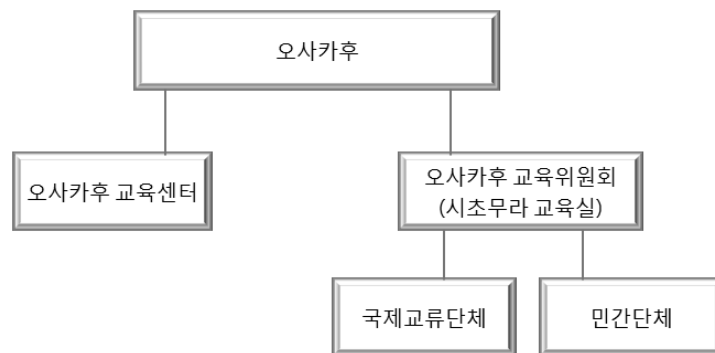 오사카후
오사카후 교육센터
오사카후 교육위원회
(시초무라 교육실)
국제교류단체
민간단체